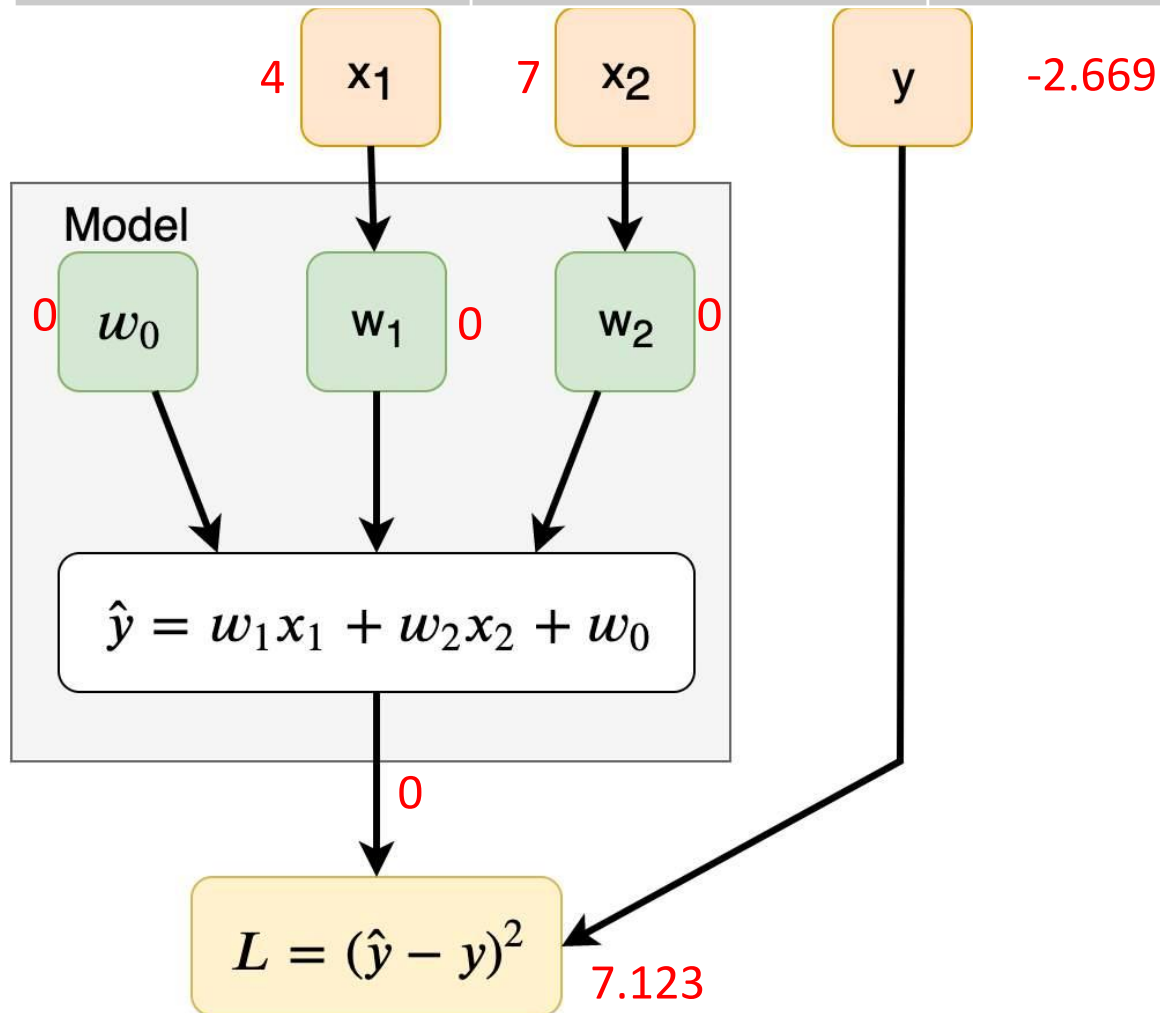 4 x₁ 7 x₂ y -2.669
Model
0 w₀ w₁ 0 w₂ 0
ŷ = w₁x₁ + w₂x₂ + w₀
0
L = (ŷ − y)²
7.123